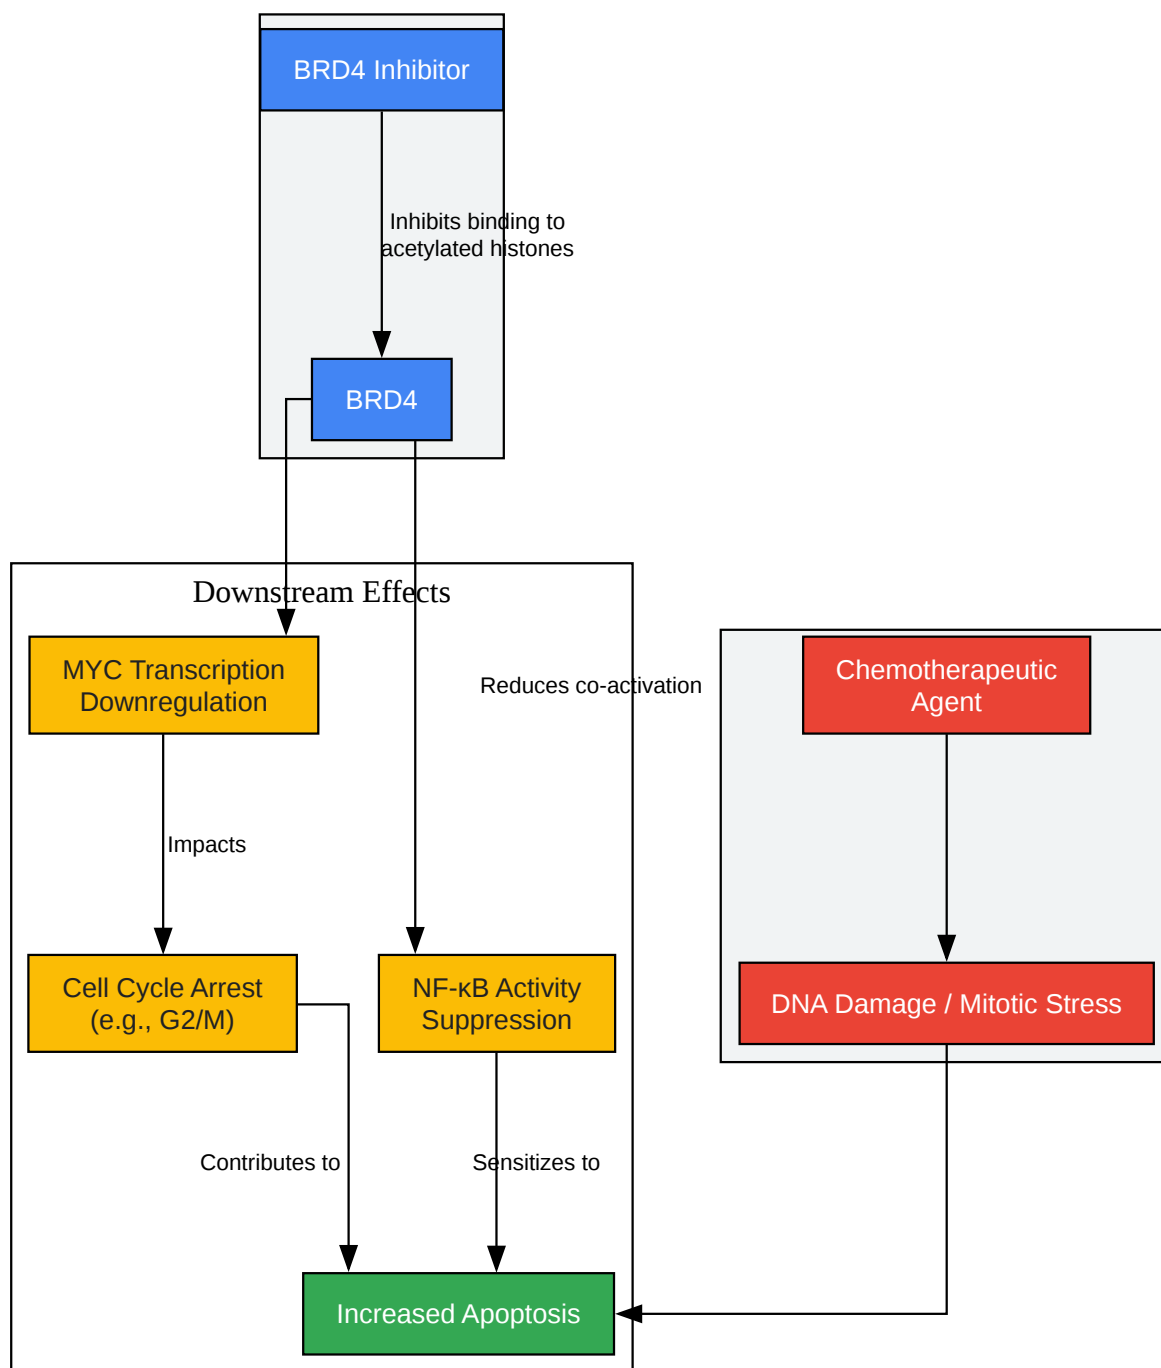 BRD4 Inhibitor
Inhibits binding to
acetylated histones
BRD4
Downstream Effects
MYC Transcription
Downregulation
Reduces co-activation
Chemotherapeutic
Agent
Impacts
Cell Cycle Arrest
(e.g., G2/M)
NF-κB Activity
Suppression
DNA Damage / Mitotic Stress
Contributes to
Sensitizes to
Increased Apoptosis